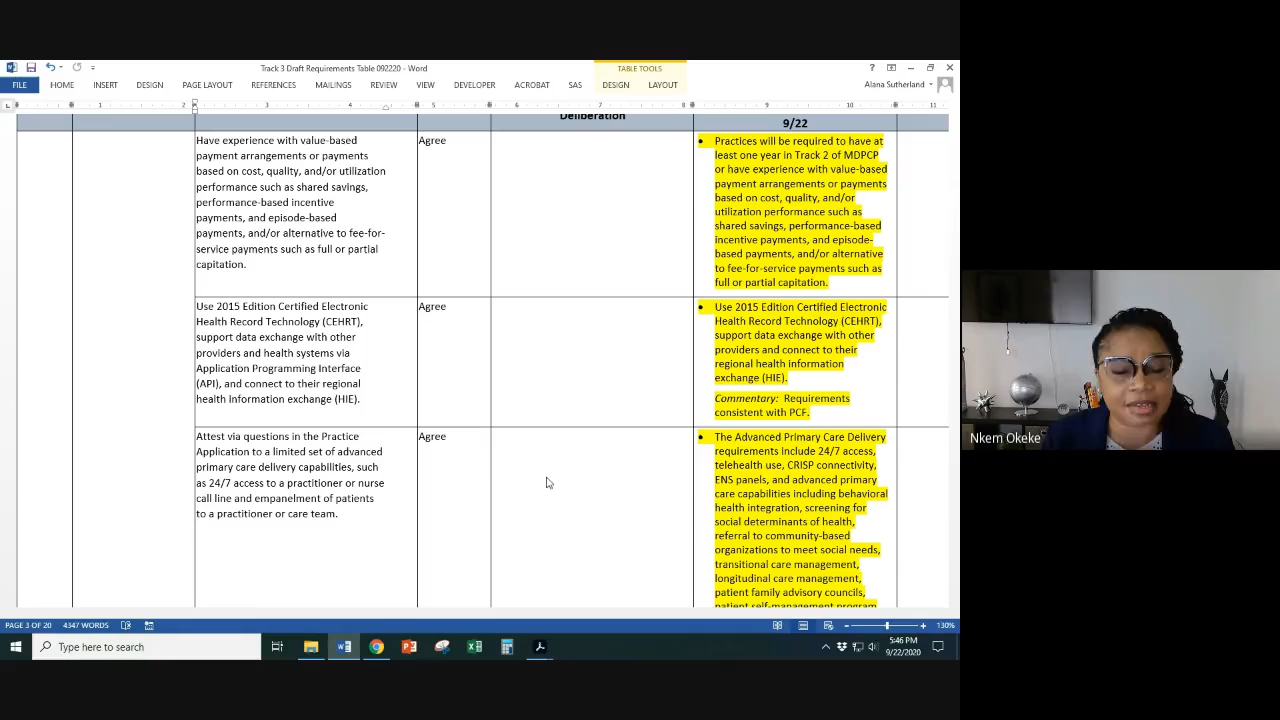 Track 3 Draft Requirements Table 092220 - Word
TABLE TOOLS
FILE
HOME
INSERT
DESIGN
PAGE LAYOUT
REFERENCES
MAILINGS
REVIEW
VIEW
DEVELOPER
ACROBAT
SAS
DESIGN
LAYOUT
Alana Sutherland
2
3
4
5
6
7
8
9
10
11
Deliberation
9/22
Have experience with value-based
payment arrangements or payments
based on cost, quality, and/or utilization
performance such as shared savings,
performance-based incentive
payments, and episode-based
payments, and/or alternative to fee-for-
service payments such as full or partial
capitation.
Agree
• Practices will be required to have at
least one year in Track 2 of MDPCP
or have experience with value-based
payment arrangements or payments
based on cost, quality, and/or
utilization performance such as
shared savings, performance-based
incentive payments, and episode-
based payments, and/or alternative
to fee-for-service payments such as
full or partial capitation.
Use 2015 Edition Certified Electronic
Health Record Technology (CEHRT),
support data exchange with other
providers and health systems via
Application Programming Interface
(API), and connect to their regional
health information exchange (HIE).
Agree
• Use 2015 Edition Certified Electronic
Health Record Technology (CEHRT),
support data exchange with other
providers and connect to their
regional health information
exchange (HIE).
Commentary: Requirements
consistent with PCF.
Attest via questions in the Practice
Application to a limited set of advanced
primary care delivery capabilities, such
as 24/7 access to a practitioner or nurse
call line and empanelment of patients
to a practitioner or care team.
Agree
• The Advanced Primary Care Delivery
requirements include 24/7 access,
telehealth use, CRISP connectivity,
ENS panels, and advanced primary
care capabilities including behavioral
health integration, screening for
social determinants of health,
referral to community-based
organizations to meet social needs,
transitional care management,
longitudinal care management,
patient family advisory councils,
patient self-management program
Nkem Okeke
PAGE 3 OF 20
4347 WORDS
130%
Type here to search
5:46 PM
9/22/2020